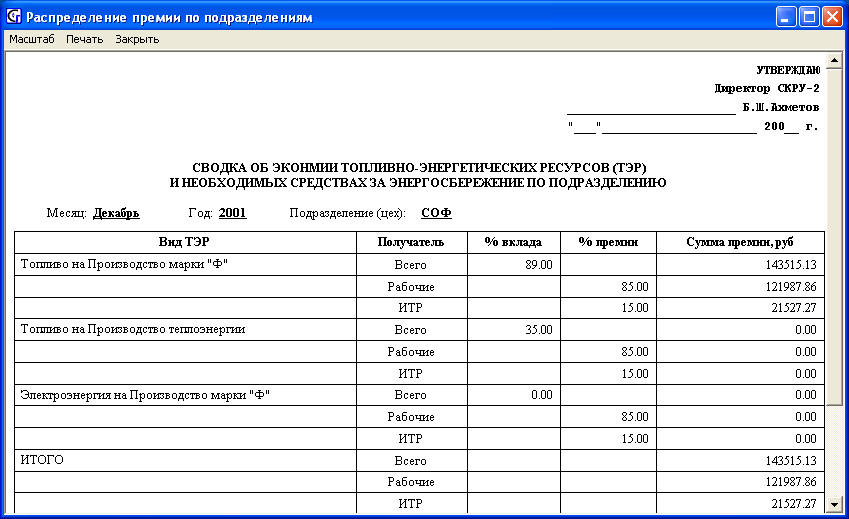 Распределение премии по подразделениям
Масштаб Печать Закрыть
УТВЕРЖДАЮ
Директор СКРУ-2
__________________________ Б.Ш.Ахметов
"___"________________________ 200__ г.
СВОДКА ОБ ЭКОНМИИ ТОПЛИВНО-ЭНЕРГЕТИЧЕСКИХ РЕСУРСОВ (ТЭР)
И НЕОБХОДИМЫХ СРЕДСТВАХ ЗА ЭНЕРГОСБЕРЕЖЕНИЕ ПО ПОДРАЗДЕЛЕНИЮ
Месяц: Декабрь Год: 2001 Подразделение (цех): СОФ
Вид ТЭР Получатель % вклада % премии Сумма премии, руб
Топливо на Производство марки "Ф" Всего 89.00 143515.13
Рабочие 85.00 121987.86
ИТР 15.00 21527.27
Топливо на Производство теплоэнергии Всего 35.00 0.00
Рабочие 85.00 0.00
ИТР 15.00 0.00
Электроэнергия на Производство марки "Ф" Всего 0.00 0.00
Рабочие 85.00 0.00
ИТР 15.00 0.00
ИТОГО Всего 143515.13
Рабочие 121987.86
ИТР 21527.27